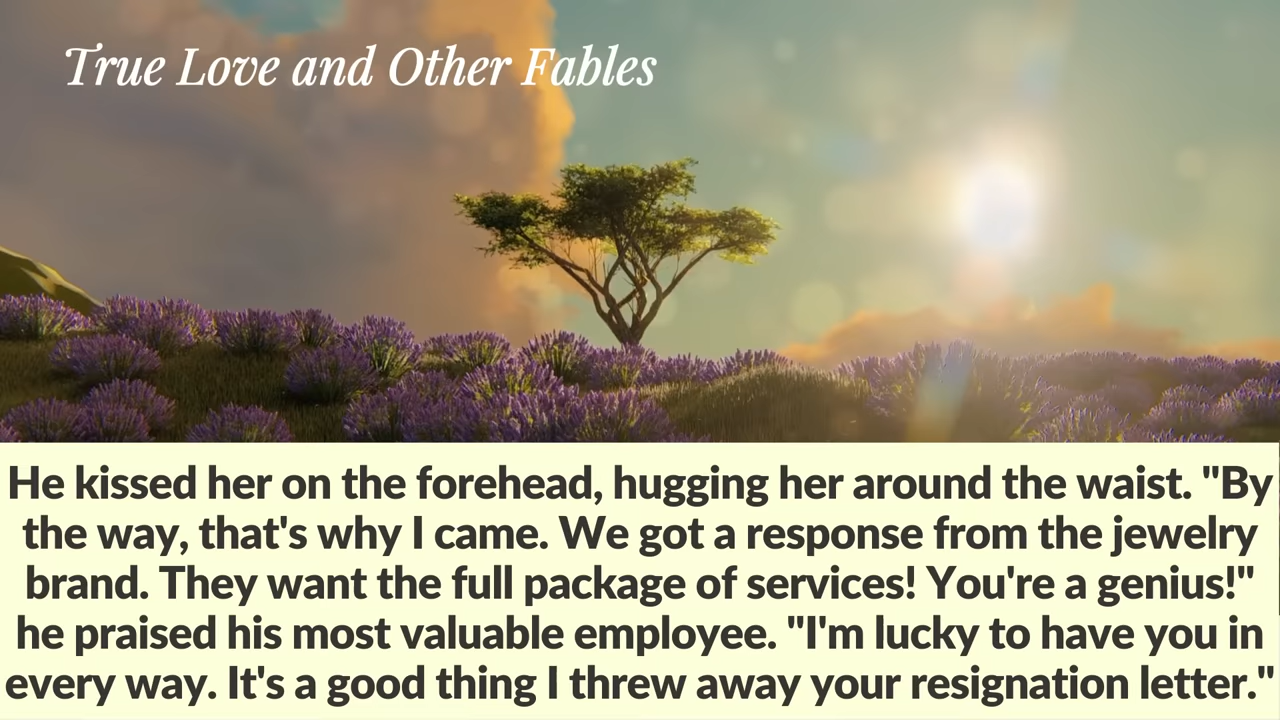 True Love and Other Fables
He kissed her on the forehead, hugging her around the waist. "By
the way, that's why I came. We got a response from the jewelry
brand. They want the full package of services! You're a genius!"
he praised his most valuable employee. "I'm lucky to have you in
every way. It's a good thing I threw away your resignation letter."